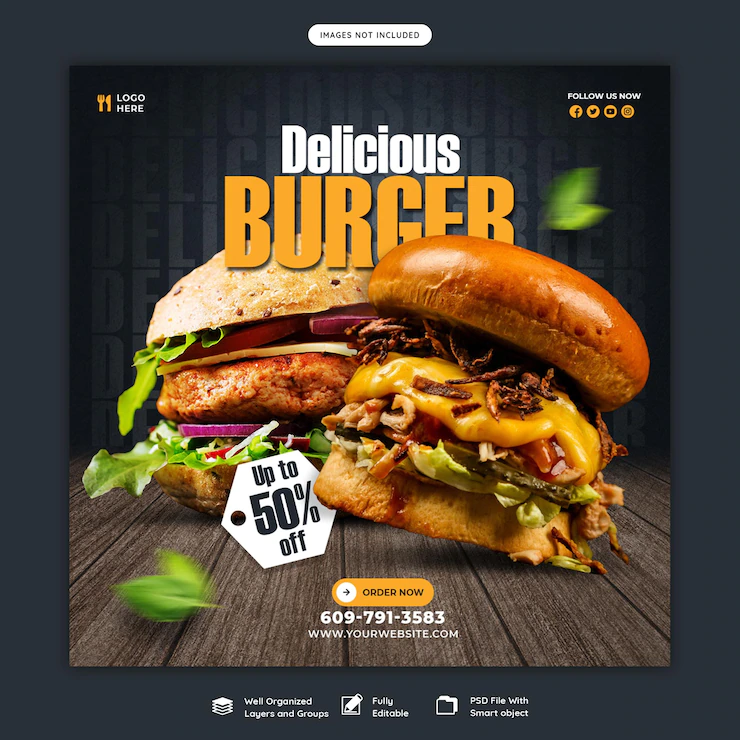 IMAGES NOT INCLUDED
LOGO
HERE
FOLLOW US NOW
Delicious
BURGER
Up to
50%
off
ORDER NOW
609-791-3583
WWW.YOURWEBSITE.COM
Well Organized
Layers and Groups
Fully
Editable
PSD File With
Smart object